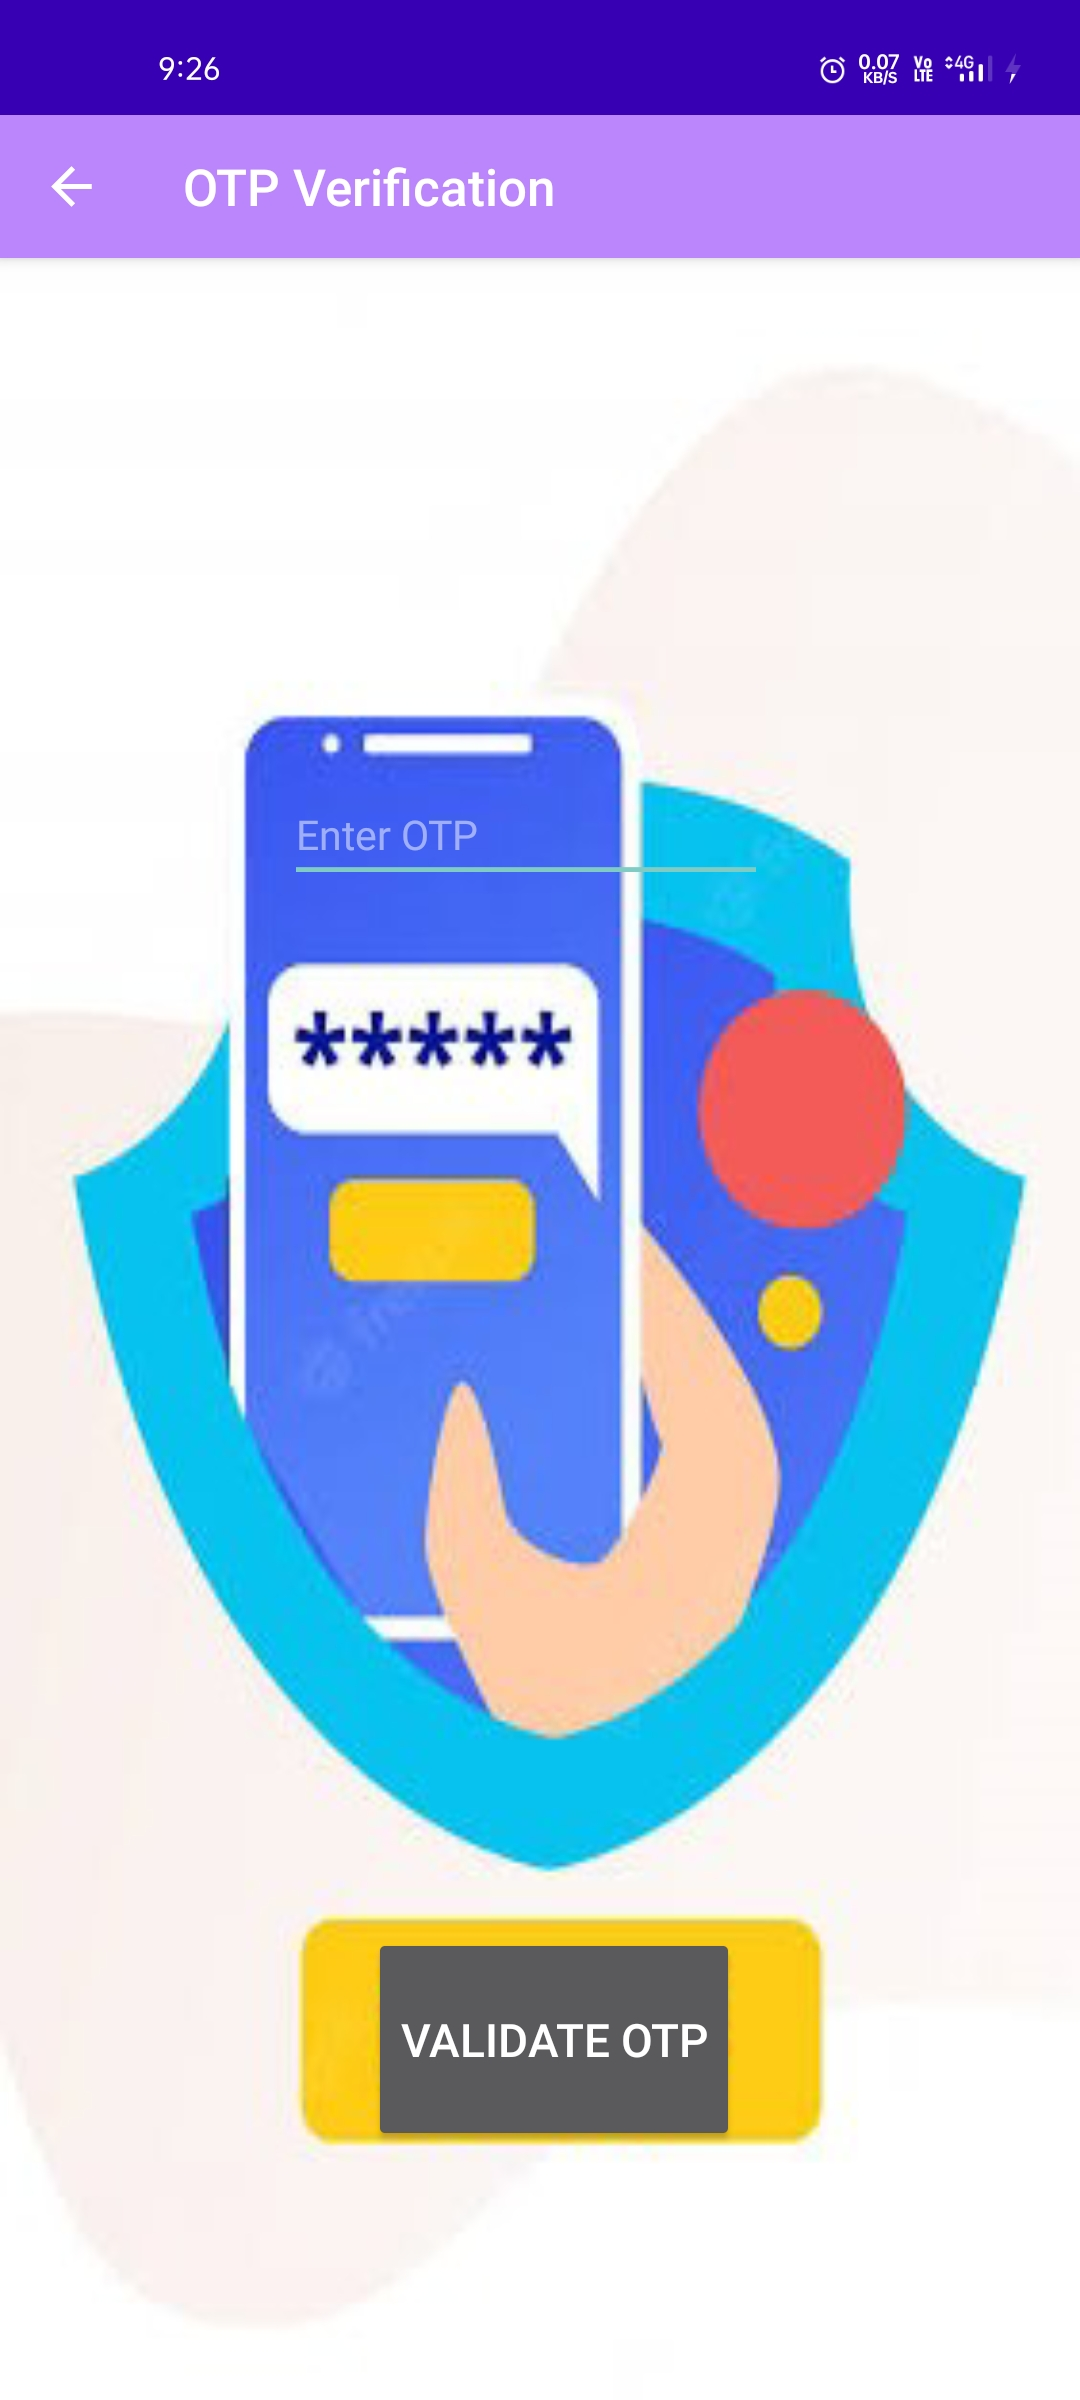 9:26
0.07
KB/S
Vo
LTE
4G
OTP Verification
Enter OTP
*****
VALIDATE OTP